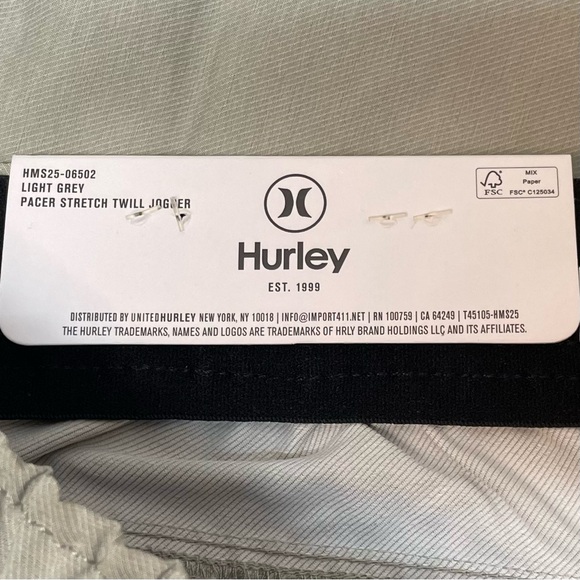 HMS25-06502
LIGHT GREY
PACER STRETCH TWILL JOGGER
FSC
MIX
Paper
FSC® C125034
Hurley
EST. 1999
DISTRIBUTED BY UNITEDHURLEY NEW YORK, NY 10018 | INFO@IMPORT411.NET | RN 100759 | CA 64249 | T45105-HMS25
THE HURLEY TRADEMARKS, NAMES AND LOGOS ARE TRADEMARKS OF HRLY BRAND HOLDINGS LLC AND ITS AFFILIATES.